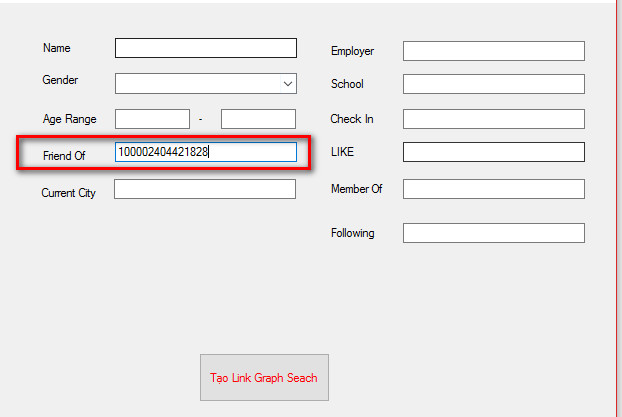 Name
Employer
Gender
School
Age Range -
Check In
Friend Of 100002404421828
LIKE
Current City
Member Of
Following
Tạo Link Graph Seach